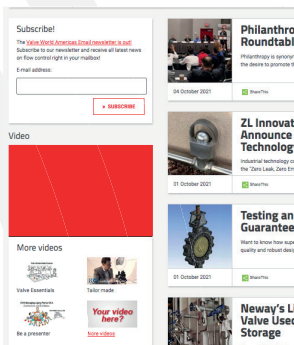 Subscribe!
The Valve World Americas Email newsletter is out!
Subscribe to our newsletter and receive all latest news
on flow control right in your mailbox!
E-mail address:
+ SUBSCRIBE
Video
More videos
Valve Essentials
Tailor made
Your video
here?
Be a presenter
More videos
Philanthro
Roundtabl
Philanthropy is synony
the desire to promote th
04 October 2021
ShareThis
ZL Innovat
Announce
Technology
Industrial technology co
the "Zero Leak, Zero Em
01 October 2021
ShareThis
Testing an
Guarantee
Want to know how supe
quality and robust desig
01 October 2021
ShareThis
Neway's Li
Valve Used
Storage